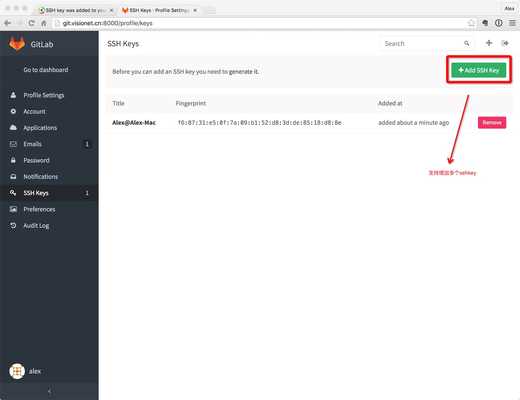 SSH key was added to you
SSH Keys · Profile Settings
Alex
git.visionet.cn:8000/profile/keys
GitLab
SSH Keys
Search
Go to dashboard
Before you can add an SSH key you need to generate it.
Add SSH Key
Profile Settings
Account
Applications
Emails 1
Password
Notifications
SSH Keys 1
Preferences
Audit Log
Title Fingerprint Added at
Alex@Alex-Mac f6:87:31:e5:0f:7a:09:b1:52:d8:3d:de:85:18:d8:8e added about a minute ago Remove
支持增加多个sshkey
alex